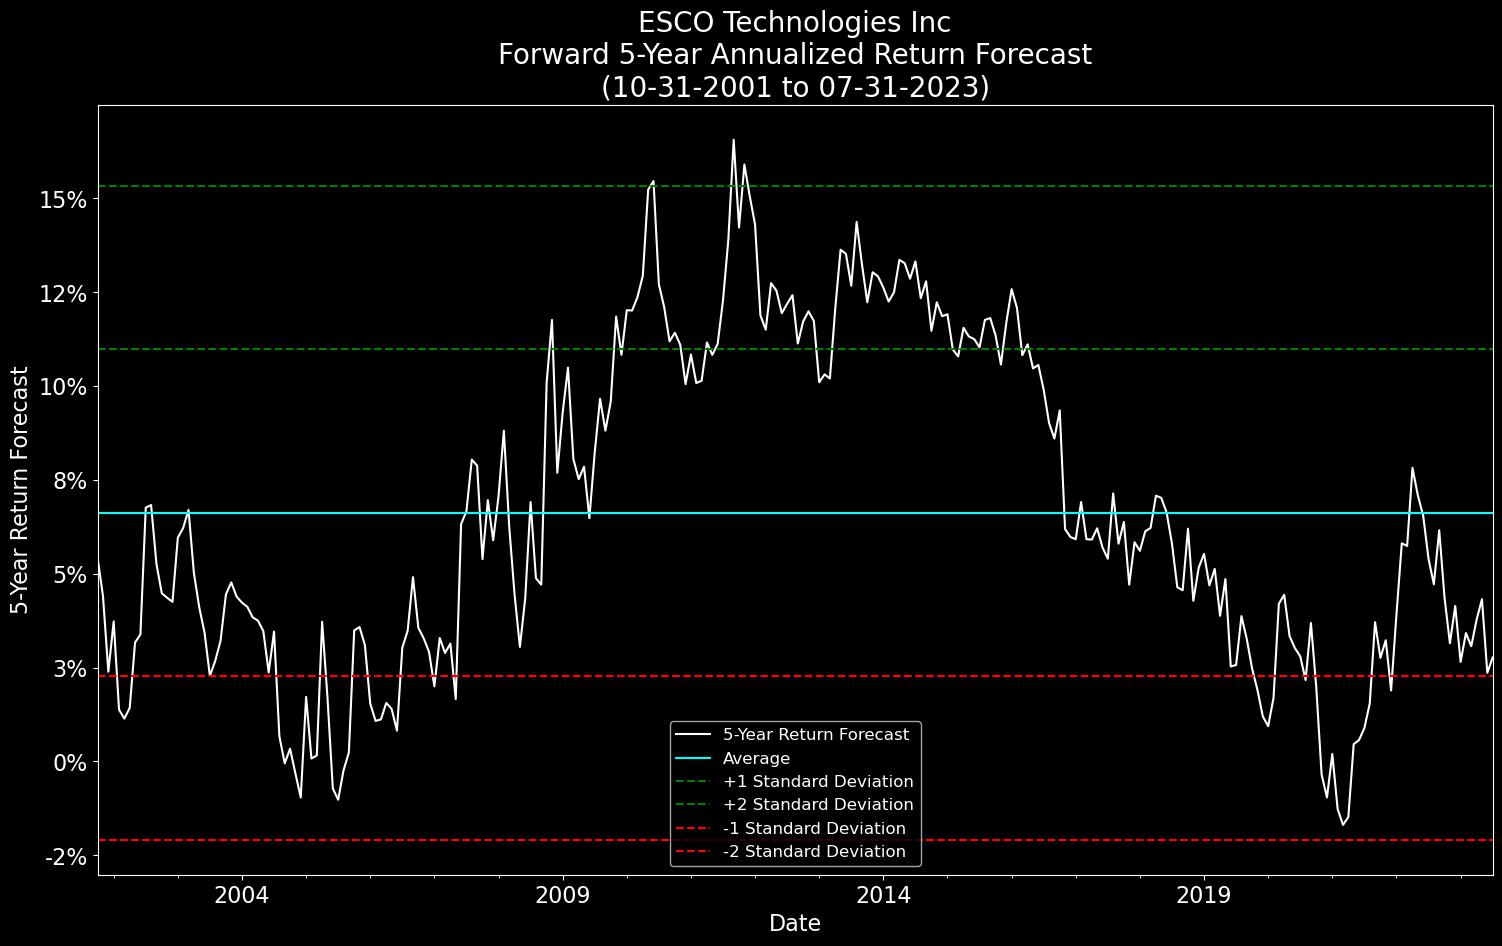 ESCO Technologies Inc
Forward 5-Year Annualized Return Forecast
(10-31-2001 to 07-31-2023)
15%
12%
10%
8%
5%
3%
0%
-2%
5-Year Return Forecast
5-Year Return Forecast
Average
+1 Standard Deviation
+2 Standard Deviation
-1 Standard Deviation
-2 Standard Deviation
2004
2009
2014
2019
Date